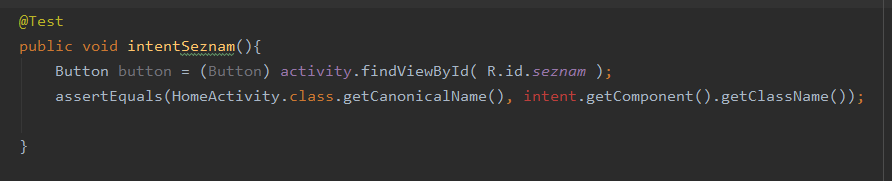 @Test
public void intentSeznam(){
Button button = (Button) activity.findViewById( R.id.seznam );
assertEquals(HomeActivity.class.getCanonicalName(), intent.getComponent().getClassName());
}